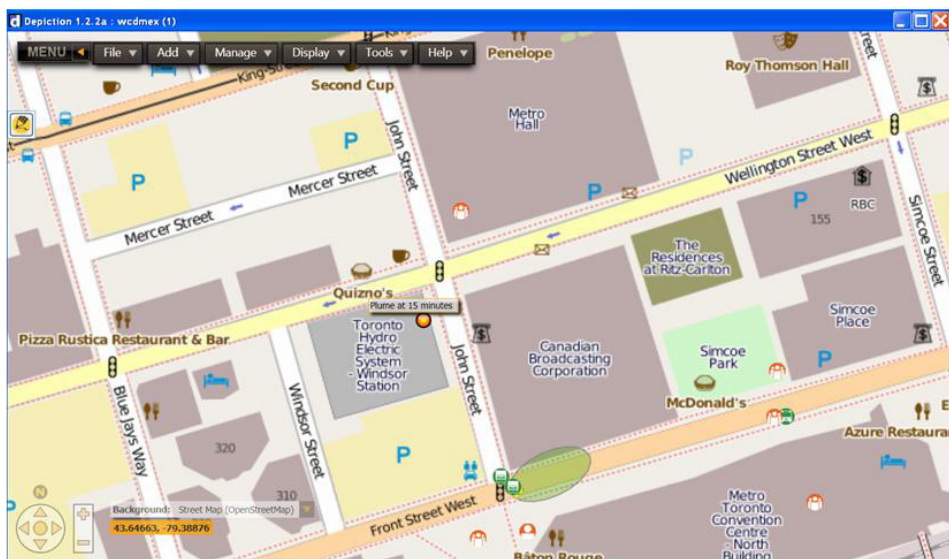 Depiction 1.2.2a : wcdmex (1)
MENU File Add Manage Display Tools Help
King Street
King
Penelope
Second Cup
Roy Thomson Hall
Metro
Hall
P
John Street
P
Mercer Street
Mercer Street
Wellington Street West
P
P
P
155
RBC
Simcoe Street
The
Residences
at Ritz-Carlton
Quizno's
Plume at 15 minutes
Toronto
Hydro
Electric
System
- Windsor
Station
Pizza Rustica Restaurant & Bar
Simcoe
Place
Canadian
Broadcasting
Corporation
Simcoe
Park
P
John Street
McDonald's
Blue Jays Way
Windsor Street
Azure Restaura
320
P
310
N
Background: Street Map (OpenStreetMap)
43.64663, -79.38876
Front Street West
Metro
Toronto
Convention
Centre
- North
Building
Bâton Rouge